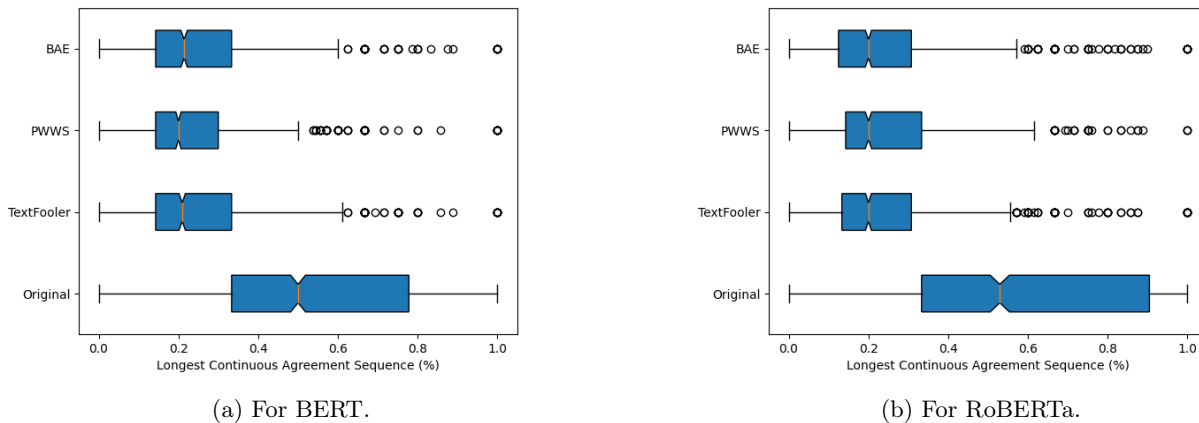 BAE
PWWS
TextFooler
Original
0.0 0.2 0.4 0.6 0.8 1.0
Longest Continuous Agreement Sequence (%)
(a) For BERT.
BAE
PWWS
TextFooler
Original
0.0 0.2 0.4 0.6 0.8 1.0
Longest Continuous Agreement Sequence (%)
(b) For RoBERTa.